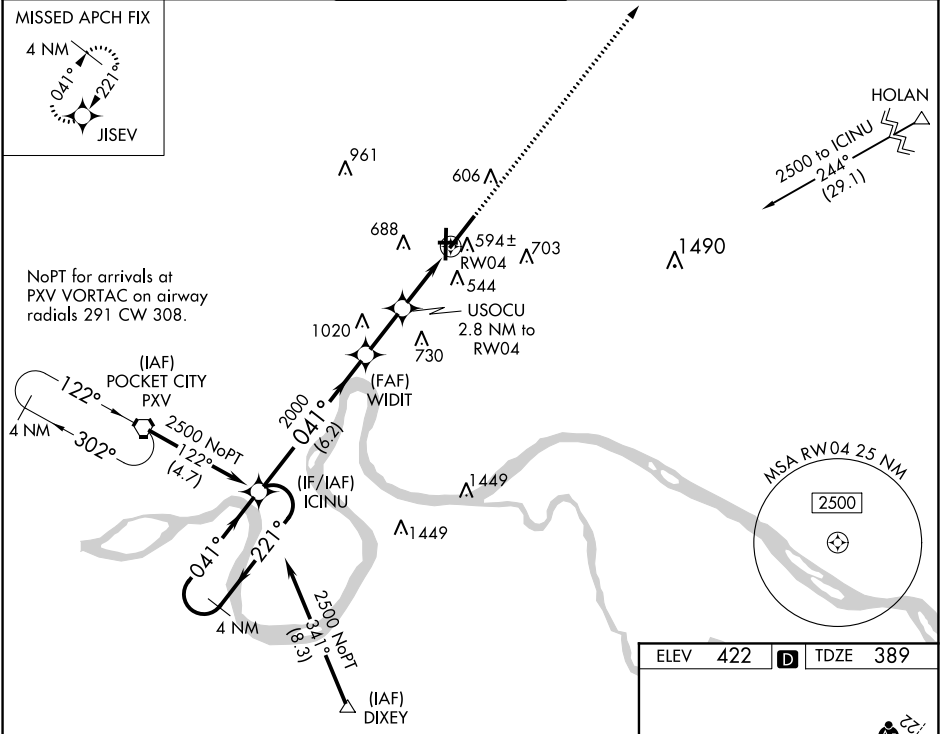 MISSED APCH FIX
4 NM
041°
221°
JISEV
HOLAN
2500 to ICINU
244°
(29.1)
961
606
688
594±
RW04
703
1490
544
NoPT for arrivals at
PXV VORTAC on airway
radials 291 CW 308.
USOCU
2.8 NM to
RW04
1020
730
(IAF)
POCKET CITY
PXV
(FAF)
WIDIT
122°
4 NM
302°
2500 NoPT
122°
(4.7)
2000
041°
(6.2)
(IF/IAF)
ICINU
MSA RW04 25 NM
2500
1449
1449
041°
221°
4 NM
2500 NoPT
341°
(8.3)
(IAF)
DIXEY
ELEV 422 D TDZE 389